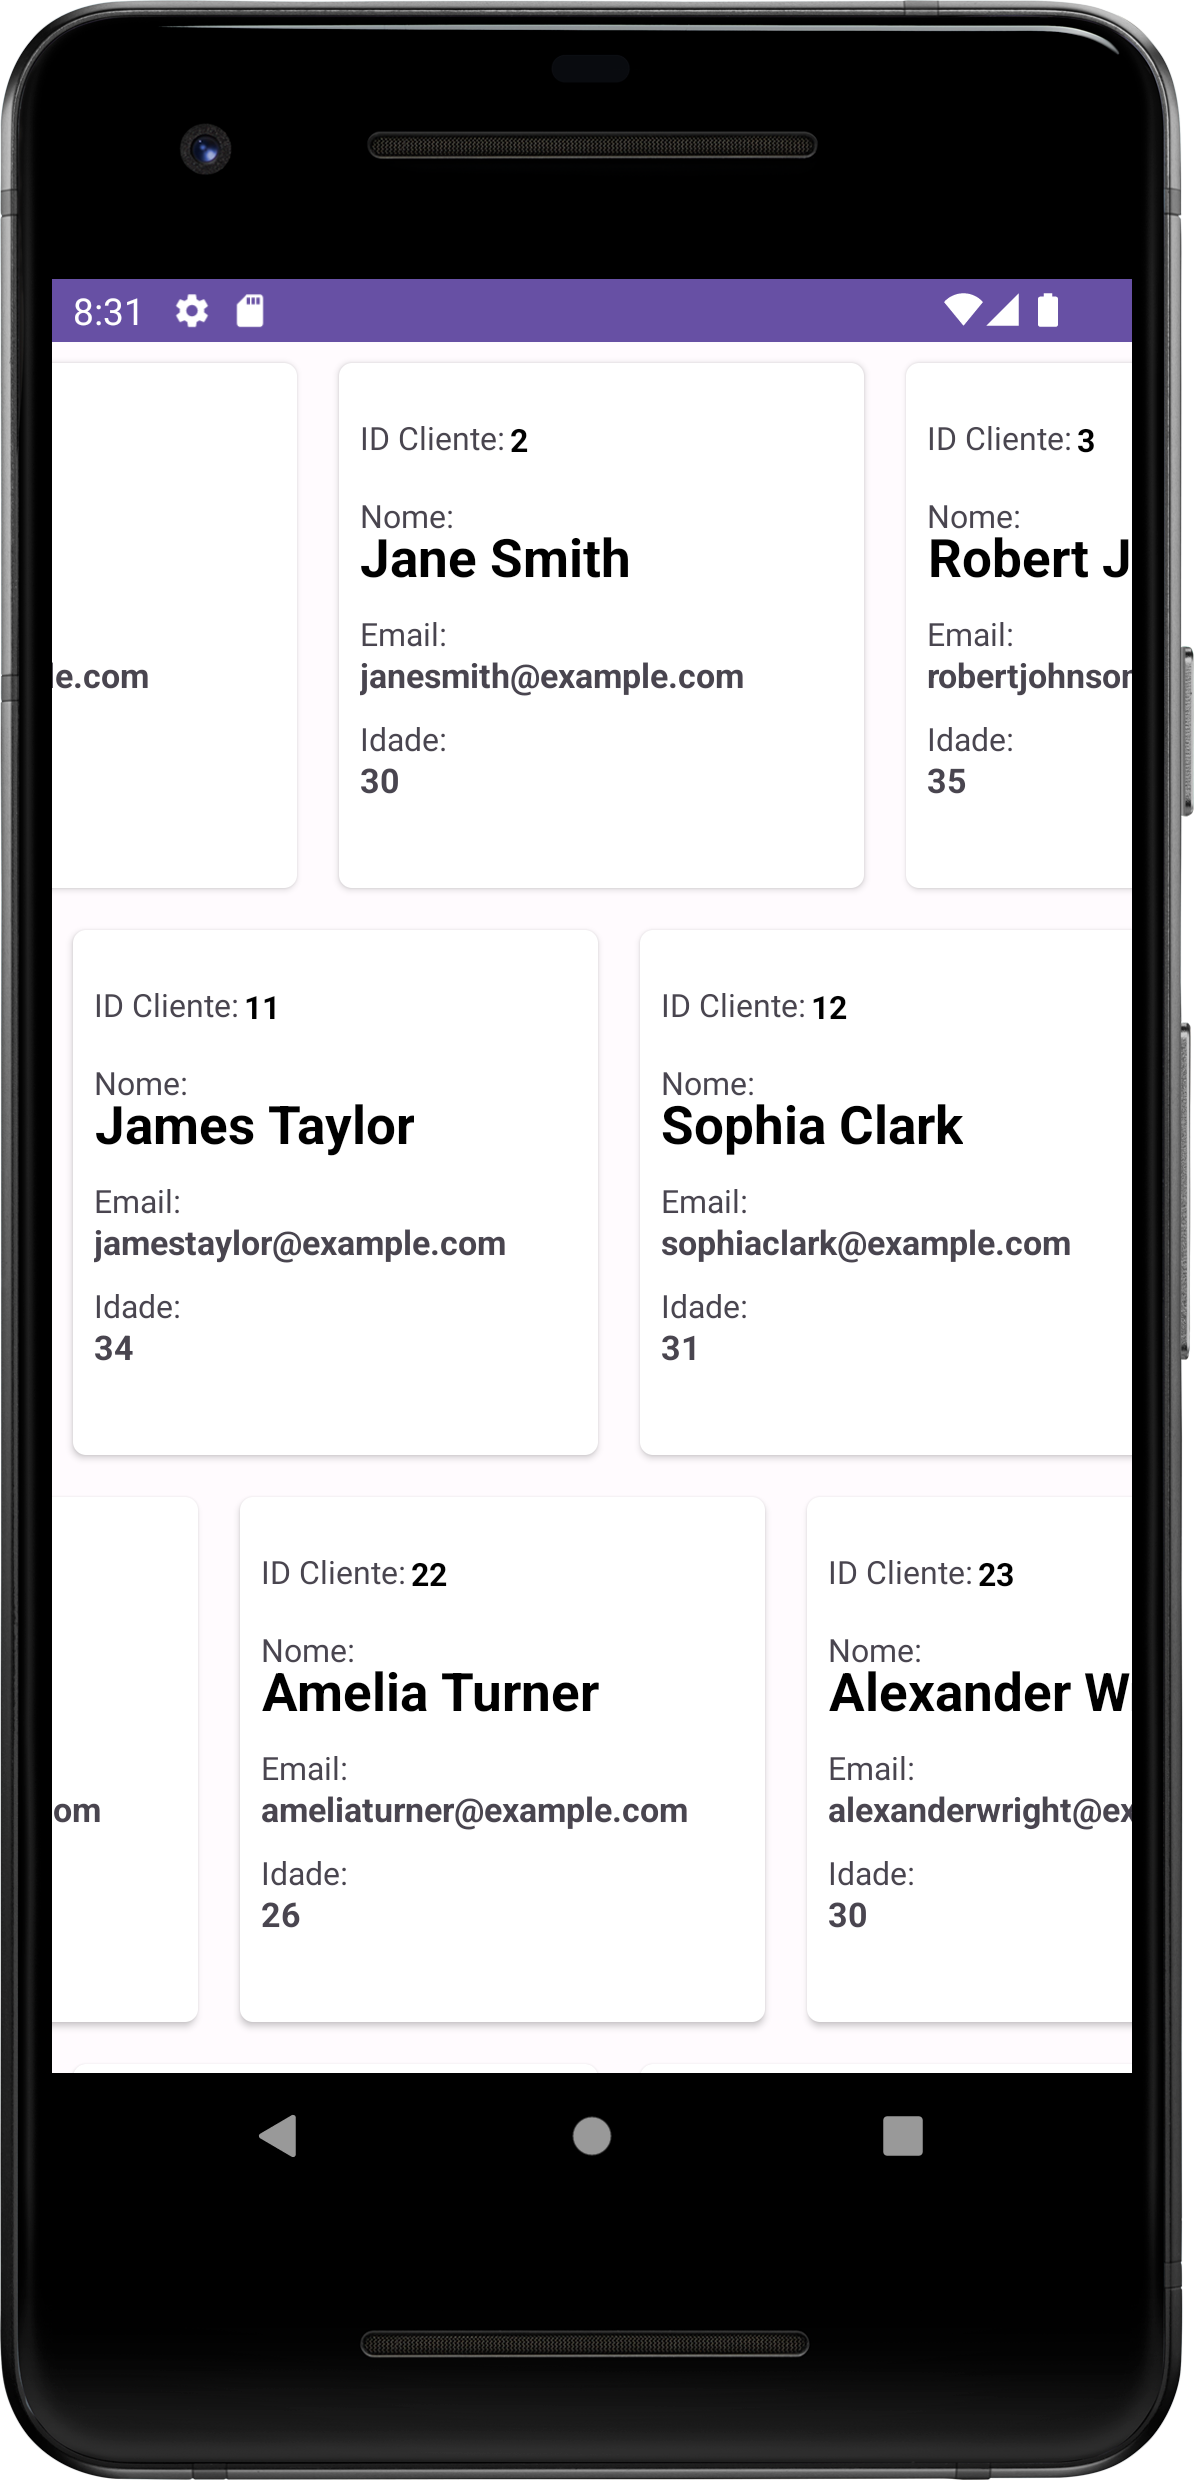 8:31
ID Cliente: 2
Nome:
Jane Smith
Email:
janesmith@example.com
Idade:
30
ID Cliente: 3
Nome:
Robert J
Email:
robertjohnson
Idade:
35
le.com
ID Cliente: 11
Nome:
James Taylor
Email:
jamestaylor@example.com
Idade:
34
ID Cliente: 12
Nome:
Sophia Clark
Email:
sophiaclark@example.com
Idade:
31
om
ID Cliente: 22
Nome:
Amelia Turner
Email:
ameliaturner@example.com
Idade:
26
ID Cliente: 23
Nome:
Alexander W
Email:
alexanderwright@ex
Idade:
30